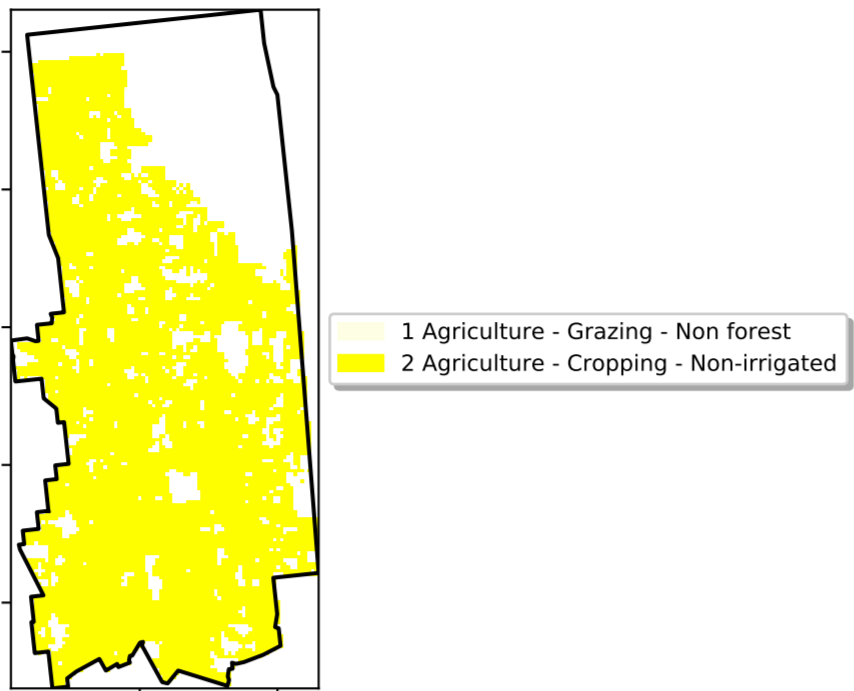 1 Agriculture - Grazing - Non forest
2 Agriculture - Cropping - Non-irrigated